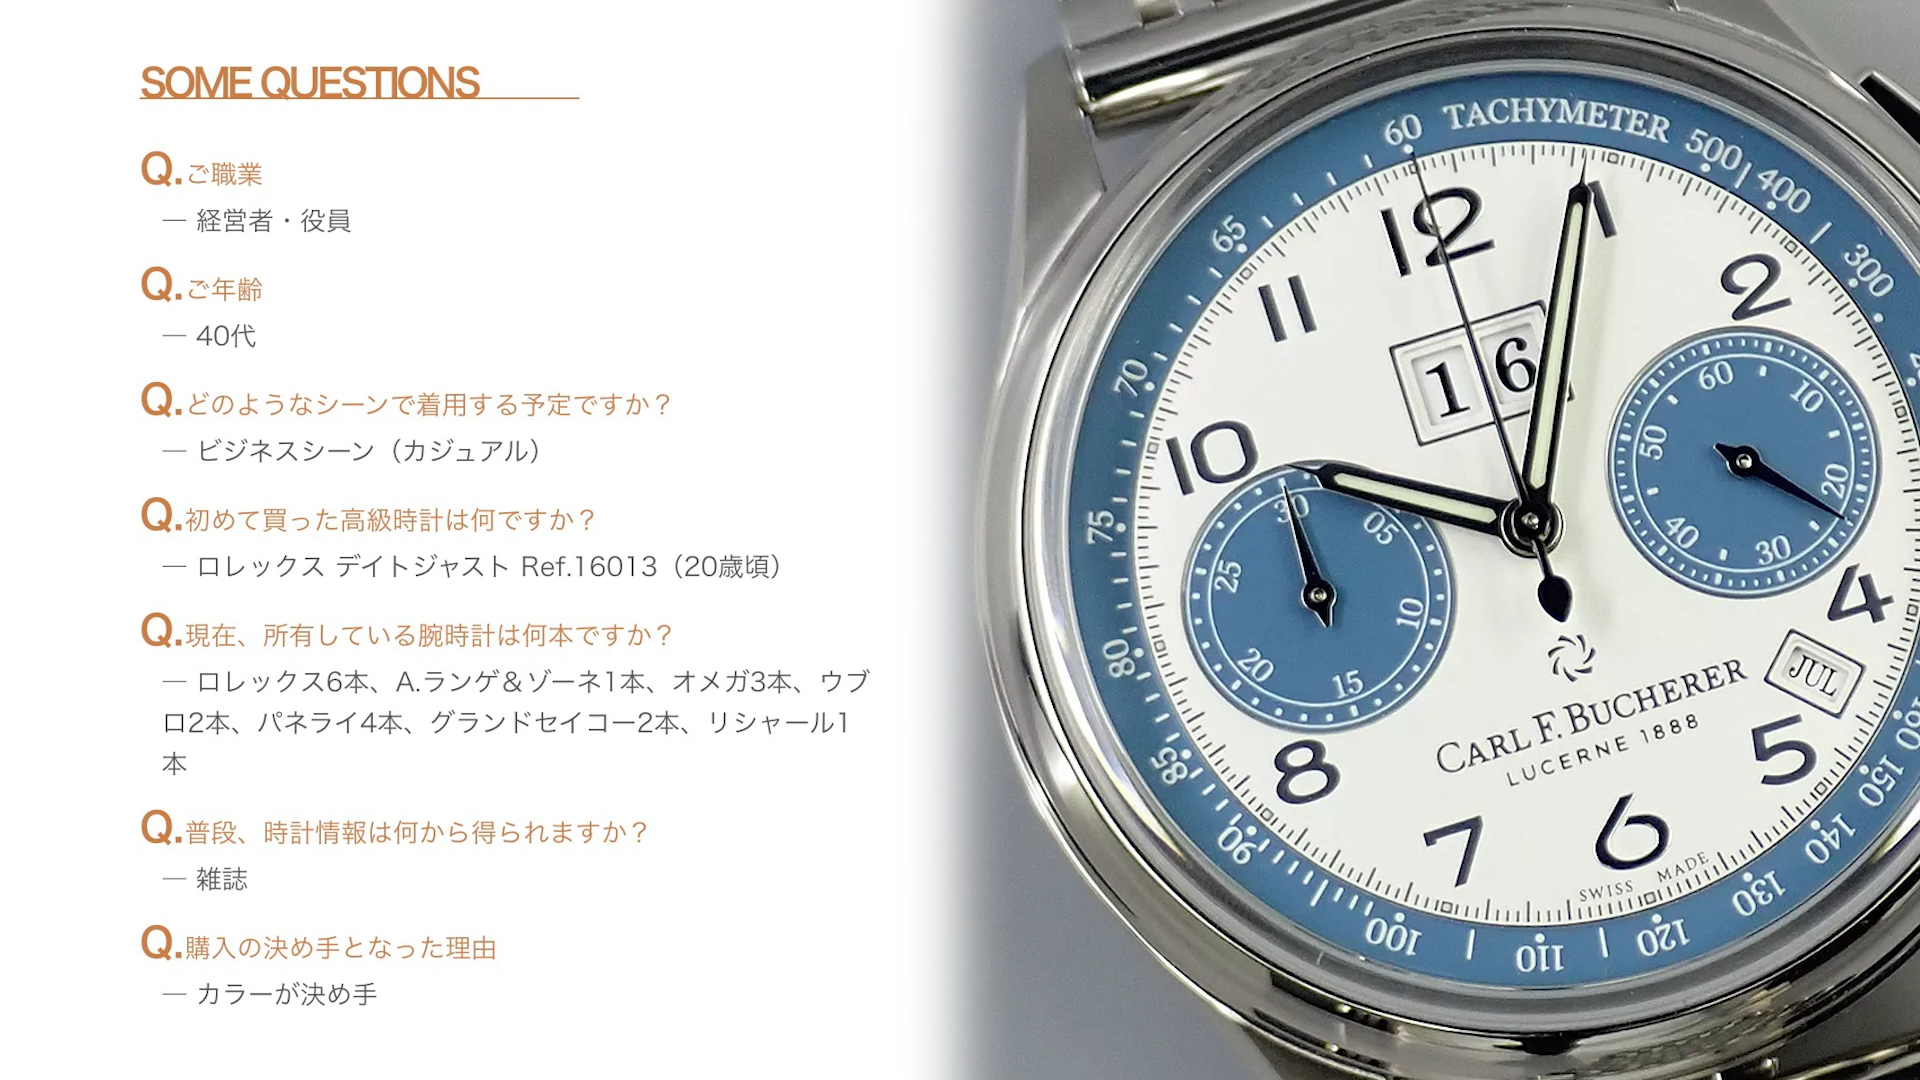 SOME QUESTIONS
Q.ご職業
― 経営者・役員
Q.ご年齢
― 40代
Q.どのようなシーンで着用する予定ですか？
― ビジネスシーン（カジュアル）
Q.初めて買った高級時計は何ですか？
― ロレックス デイトジャスト Ref.16013（20歳頃）
Q.現在、所有している腕時計は何本ですか？
― ロレックス6本、A.ランゲ＆ゾーネ1本、オメガ3本、ウブ
ロ2本、パネライ4本、グランドセイコー2本、リシャール1
本
Q.普段、時計情報は何から得られますか？
― 雑誌
Q.購入の決め手となった理由
― カラーが決め手
60 TACHYMETER 500 400 300
65 70 75 80 85 90 100 110 120 130 140 150
12 1 2 4 5 6 7 8 10 11
16
60 10 20 30 40 50
30 05 10 15 20 25
JUL
CARL F. BUCHERER
LUCERNE 1888
SWISS MADE